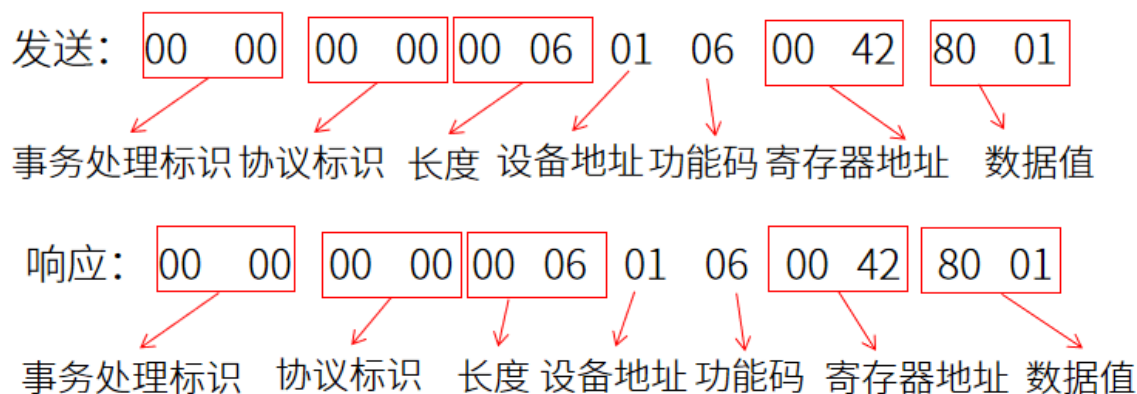 发送： 00 00 00 00 00 06 01 06 00 42 80 01
事务处理标识 协议标识 长度 设备地址 功能码 寄存器地址 数据值
响应： 00 00 00 00 00 06 01 06 00 42 80 01
事务处理标识 协议标识 长度 设备地址 功能码 寄存器地址 数据值